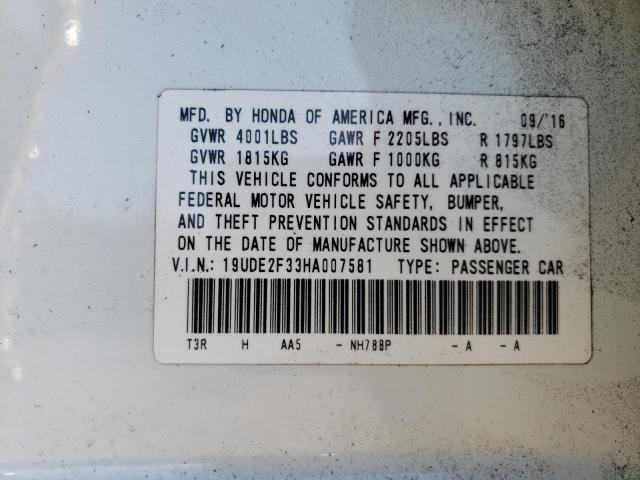 MFD. BY HONDA OF AMERICA MFG., INC. 09/'16
GVWR 4001LBS GAWR F 2205LBS R 1797LBS
GVWR 1815KG GAWR F 1000KG R 815KG
THIS VEHICLE CONFORMS TO ALL APPLICABLE
FEDERAL MOTOR VEHICLE SAFETY, BUMPER,
AND THEFT PREVENTION STANDARDS IN EFFECT
ON THE DATE OF MANUFACTURE SHOWN ABOVE.
V.I.N.: 19UDE2F33HA007581 TYPE: PASSENGER CAR
T3R H AA5 - NH788P - A - A